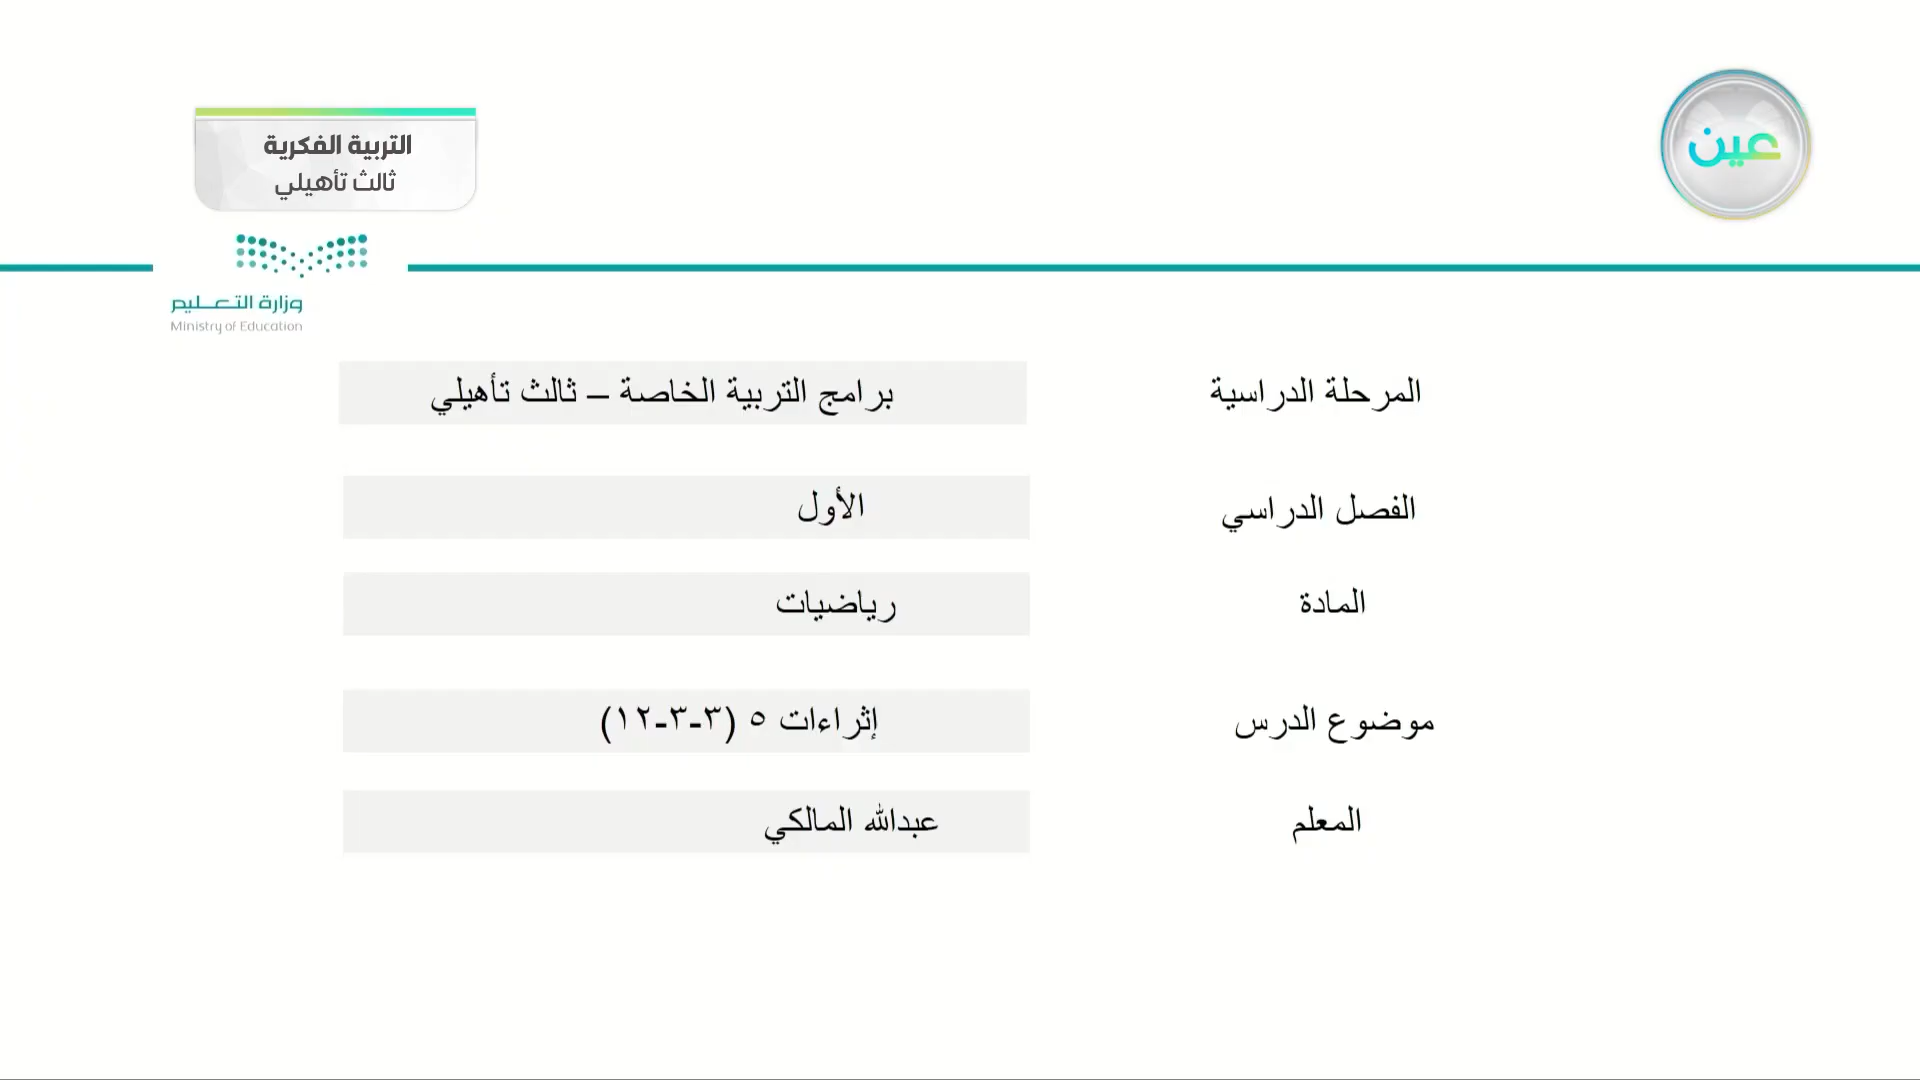 عين
التربية الفكرية
ثالث تأهيلي
وزارة التعليم
Ministry of Education
المرحلة الدراسية برامج التربية الخاصة – ثالث تأهيلي
الفصل الدراسي الأول
المادة رياضيات
موضوع الدرس إثراءات ٥ (٣-٣-١٢)
المعلم عبدالله المالكي